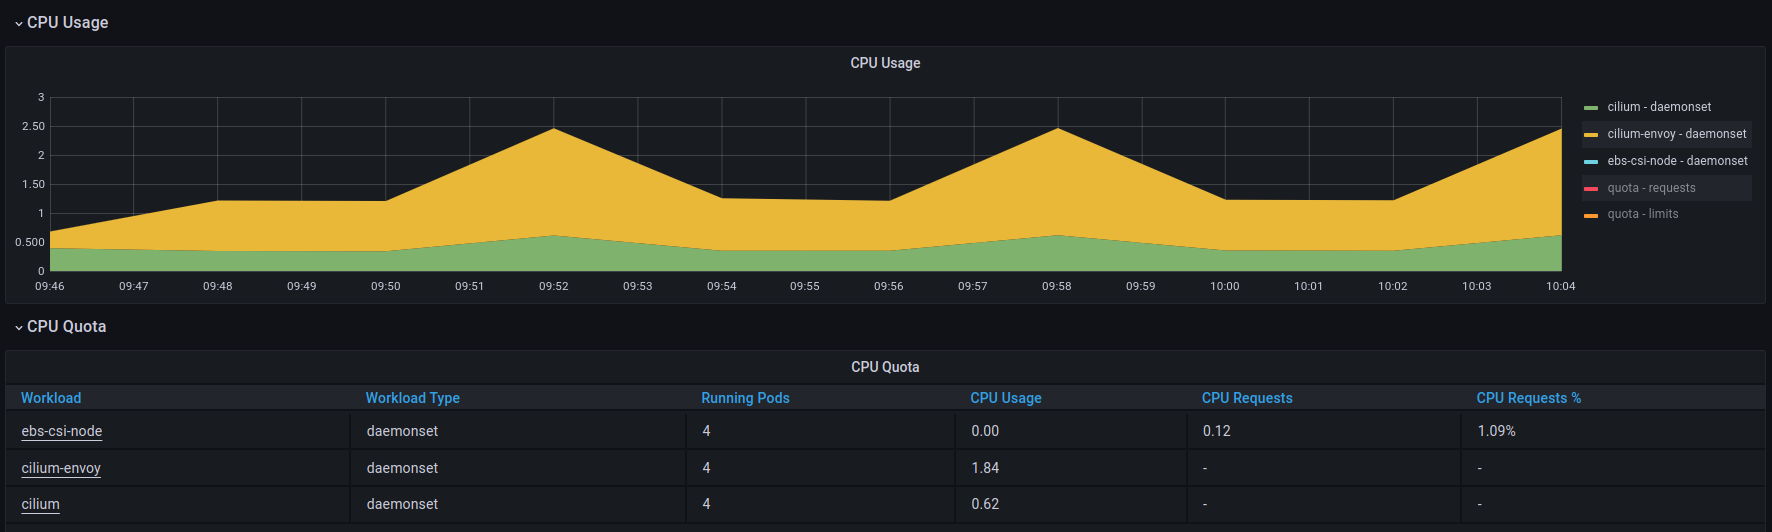 CPU Usage
CPU Usage
3
2.50
2
1.50
1
0.500
0
09:46 09:47 09:48 09:49 09:50 09:51 09:52 09:53 09:54 09:55 09:56 09:57 09:58 09:59 10:00 10:01 10:02 10:03 10:04
cilium - daemonset
cilium-envoy - daemonset
ebs-csi-node - daemonset
quota - requests
quota - limits
CPU Quota
CPU Quota
Workload Workload Type Running Pods CPU Usage CPU Requests CPU Requests %
ebs-csi-node daemonset 4 0.00 0.12 1.09%
cilium-envoy daemonset 4 1.84 - -
cilium daemonset 4 0.62 - -